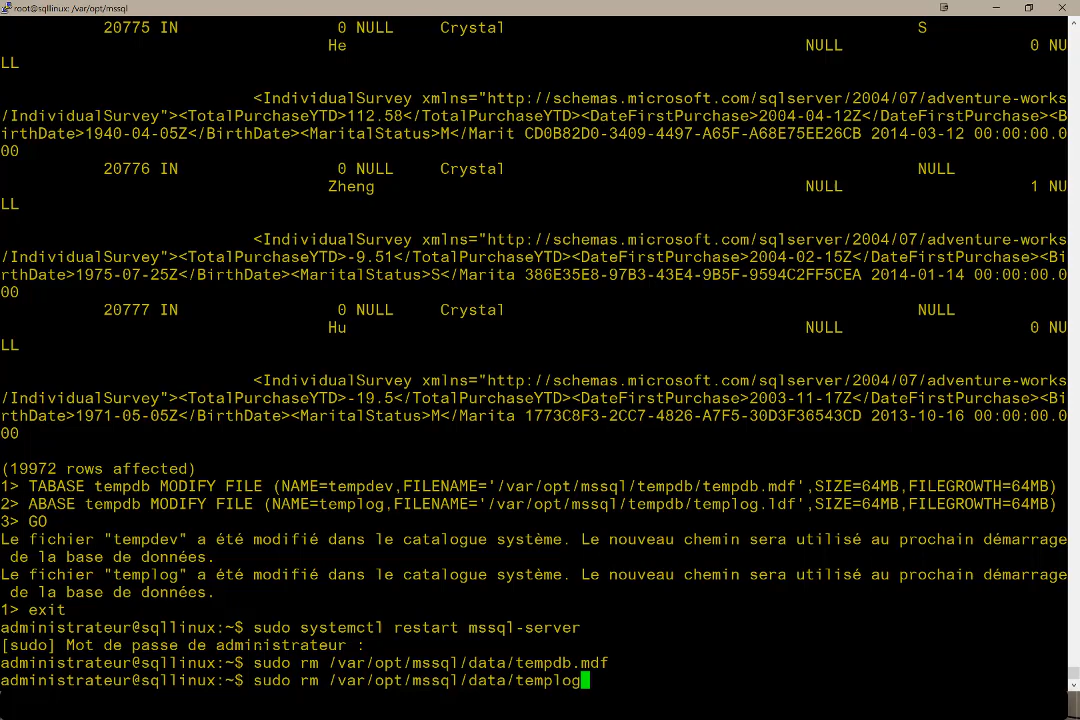 root@sqllinux: /var/opt/mssql
20775 IN 0 NULL Crystal S
He NULL 0 NU
LL
<IndividualSurvey xmlns="http://schemas.microsoft.com/sqlserver/2004/07/adventure-works
/IndividualSurvey"><TotalPurchaseYTD>112.58</TotalPurchaseYTD><DateFirstPurchase>2004-04-12Z</DateFirstPurchase><B
irthDate>1940-04-05Z</BirthDate><MaritalStatus>M</Marit CD0B82D0-3409-4497-A65F-A68E75EE26CB 2014-03-12 00:00:00.0
00
20776 IN 0 NULL Crystal NULL
Zheng NULL 1 NU
LL
<IndividualSurvey xmlns="http://schemas.microsoft.com/sqlserver/2004/07/adventure-works
/IndividualSurvey"><TotalPurchaseYTD>-9.51</TotalPurchaseYTD><DateFirstPurchase>2004-02-15Z</DateFirstPurchase><Bi
rthDate>1975-07-25Z</BirthDate><MaritalStatus>S</Marita 386E35E8-97B3-43E4-9B5F-9594C2FF5CEA 2014-01-14 00:00:00.0
00
20777 IN 0 NULL Crystal NULL
Hu NULL 0 NU
LL
<IndividualSurvey xmlns="http://schemas.microsoft.com/sqlserver/2004/07/adventure-works
/IndividualSurvey"><TotalPurchaseYTD>-19.5</TotalPurchaseYTD><DateFirstPurchase>2003-11-17Z</DateFirstPurchase><Bi
rthDate>1971-05-05Z</BirthDate><MaritalStatus>M</Marita 1773C8F3-2CC7-4826-A7F5-30D3F36543CD 2013-10-16 00:00:00.0
00
(19972 rows affected)
1> TABASE tempdb MODIFY FILE (NAME=tempdev,FILENAME='/var/opt/mssql/tempdb/tempdb.mdf',SIZE=64MB,FILEGROWTH=64MB)
2> ABASE tempdb MODIFY FILE (NAME=templog,FILENAME='/var/opt/mssql/tempdb/templog.ldf',SIZE=64MB,FILEGROWTH=64MB)
3> GO
Le fichier "tempdev" a été modifié dans le catalogue système. Le nouveau chemin sera utilisé au prochain démarrage
de la base de données.
Le fichier "templog" a été modifié dans le catalogue système. Le nouveau chemin sera utilisé au prochain démarrage
de la base de données.
1> exit
administrateur@sqllinux:~$ sudo systemctl restart mssql-server
[sudo] Mot de passe de administrateur :
administrateur@sqllinux:~$ sudo rm /var/opt/mssql/data/tempdb.mdf
administrateur@sqllinux:~$ sudo rm /var/opt/mssql/data/templog